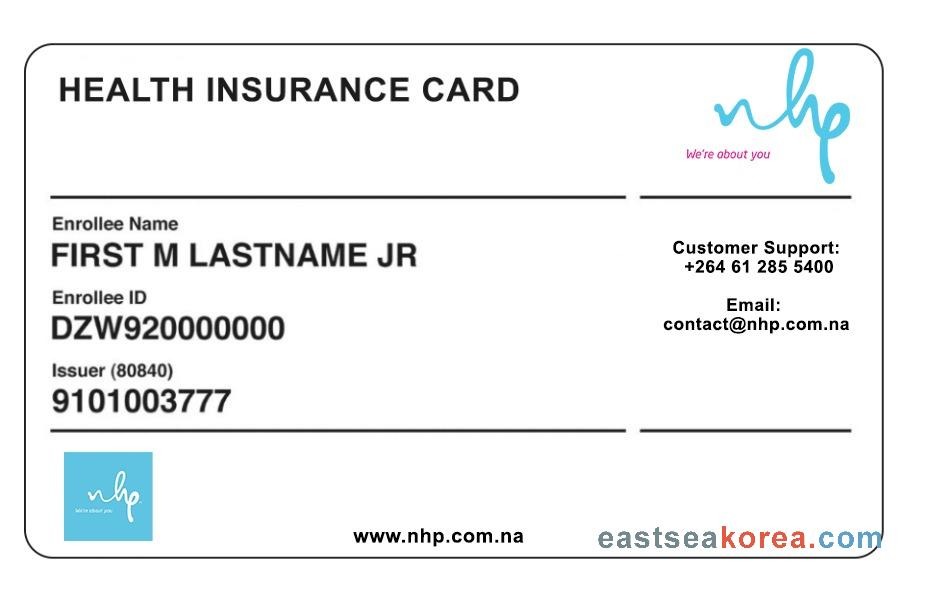 HEALTH INSURANCE CARD
nhp
We're about you
Enrollee Name
FIRST M LASTNAME JR
Enrollee ID
DZW920000000
Issuer (80840)
9101003777
Customer Support:
+264 61 285 5400
Email:
contact@nhp.com.na
nhp
We're about you
www.nhp.com.na
eastseakorea.com